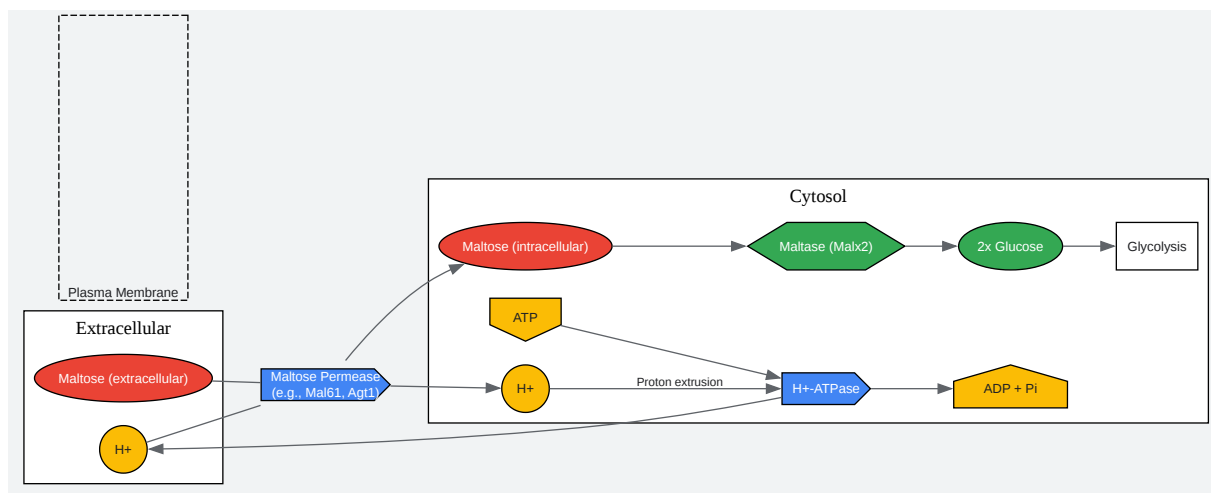 Plasma Membrane
Extracellular
Maltose (extracellular)
H+
Maltose Permease
(e.g., Mal61, Agt1)
Cytosol
Maltose (intracellular)
Maltase (Malx2)
2x Glucose
Glycolysis
ATP
H+
Proton extrusion
H+-ATPase
ADP + Pi